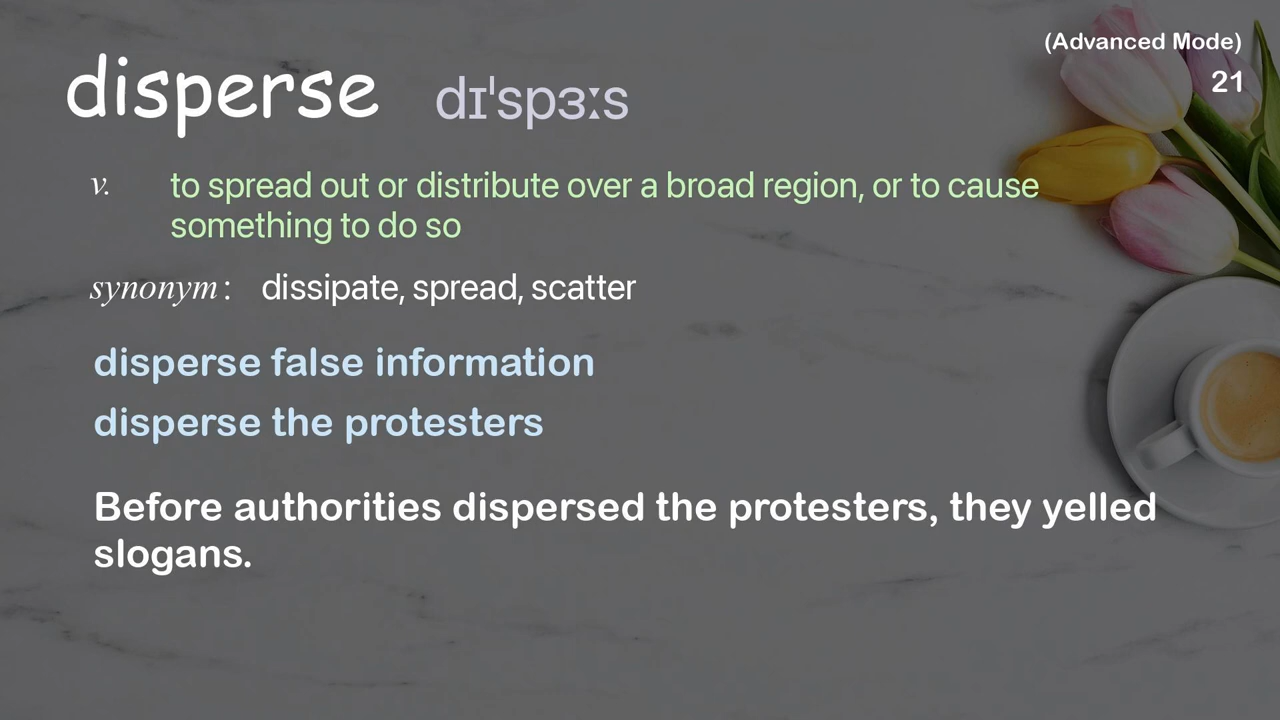 (Advanced Mode)
21
disperse dɪˈspɜːs
v. to spread out or distribute over a broad region, or to cause
something to do so
synonym : dissipate, spread, scatter
disperse false information
disperse the protesters
Before authorities dispersed the protesters, they yelled
slogans.